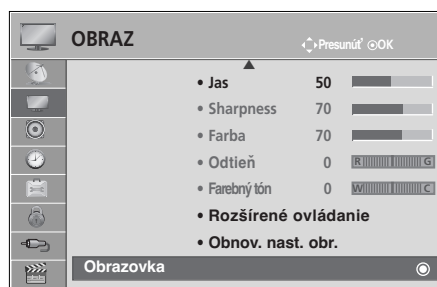 OBRAZ Presunúť OK
• Jas 50
• Sharpness 70
• Farba 70
• Odtieň 0 R G
• Farebný tón 0 W C
• Rozšírené ovládanie
• Obnov. nast. obr.
Obrazovka